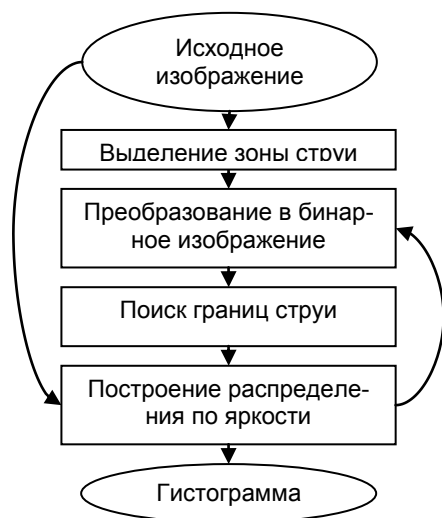 Исходное
изображение
Выделение зоны струи
Преобразование в бинар-
ное изображение
Поиск границ струи
Построение распределе-
ния по яркости
Гистограмма